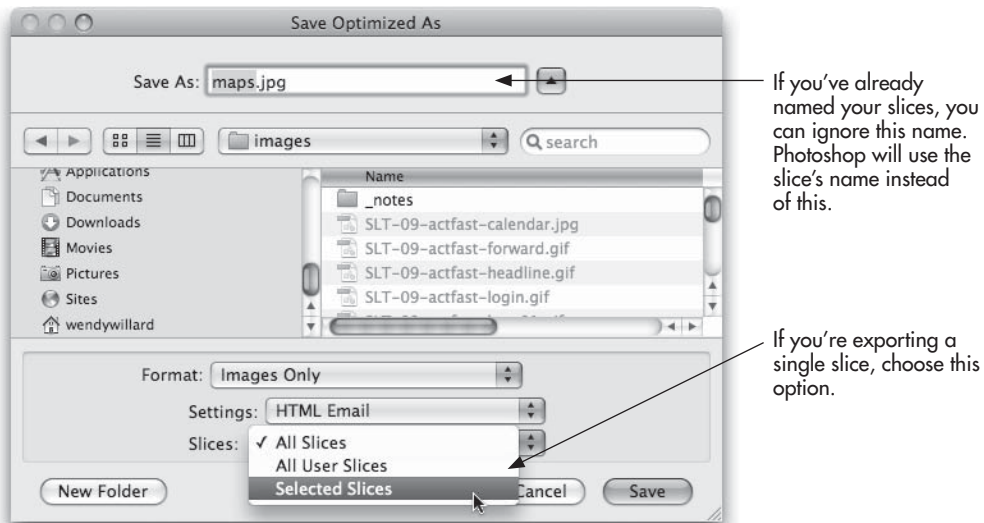 Save Optimized As
Save As: maps.jpg
If you've already
named your slices, you
can ignore this name.
Photoshop will use the
slice's name instead
of this.
images
search
Applications
Documents
Downloads
Movies
Pictures
Sites
wendywillard
Name
_notes
SLT-09-actfast-calendar.jpg
SLT-09-actfast-forward.gif
SLT-09-actfast-headline.gif
SLT-09-actfast-login.gif
If you're exporting a
single slice, choose this
option.
Format: Images Only
Settings: HTML Email
Slices: ✓ All Slices
All User Slices
Selected Slices
New Folder
Cancel
Save